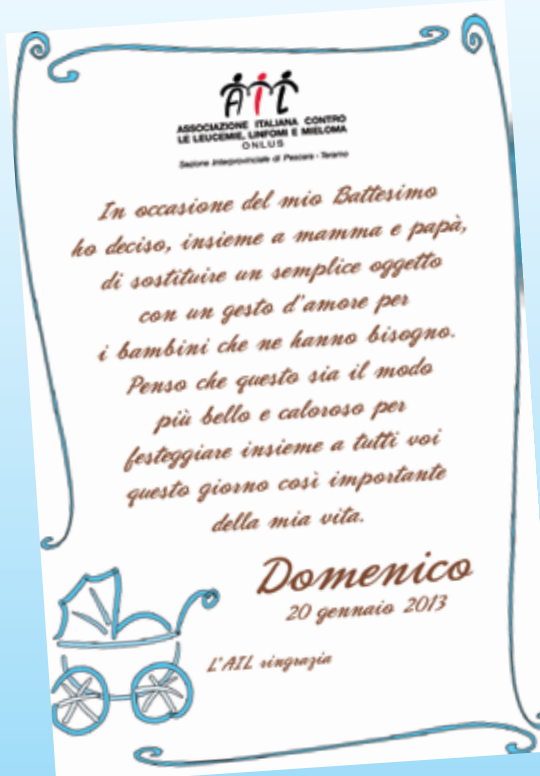 AIL
ASSOCIAZIONE ITALIANA CONTRO
LE LEUCEMIE, LINFOMI E MIELOMA
ONLUS
Sezione Interprovinciale di Pescara - Teramo
In occasione del mio Battesimo
ho deciso, insieme a mamma e papà,
di sostituire un semplice oggetto
con un gesto d'amore per
i bambini che ne hanno bisogno.
Penso che questo sia il modo
più bello e caloroso per
festeggiare insieme a tutti voi
questo giorno così importante
della mia vita.
Domenico
20 gennaio 2013
L'AIL ringrazia